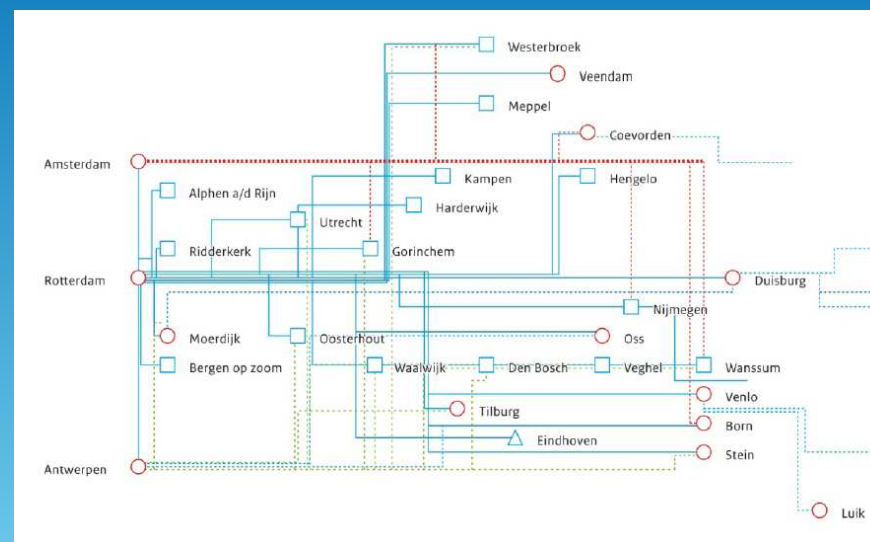 Westerbroek
Veendam
Meppel
Coevorden
Amsterdam
Kampen
Hengelo
Alphen a/d Rijn
Harderwijk
Utrecht
Ridderkerk
Gorinchem
Rotterdam
Duisburg
Nijmegen
Moerdijk
Oosterhout
Oss
Bergen op zoom
Waalwijk
Den Bosch
Veghel
Wanssum
Venlo
Tilburg
Born
Eindhoven
Stein
Antwerpen
Luik